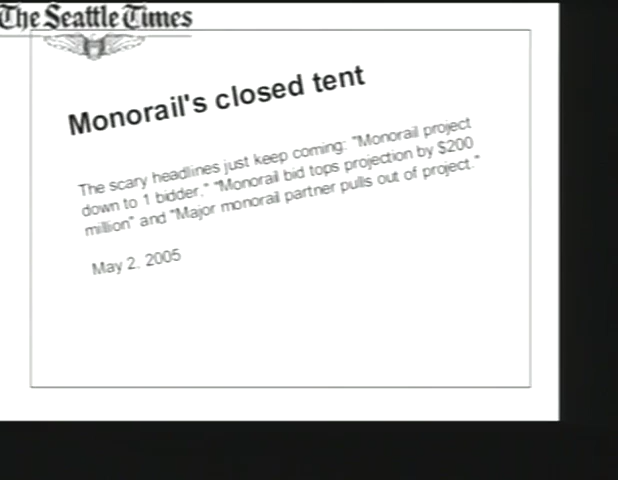 The Seattle Times
Monorail's closed tent
The scary headlines just keep coming: "Monorail project
down to 1 bidder," "Monorail bid tops projection by $200
million" and "Major monorail partner pulls out of project."
May 2, 2005